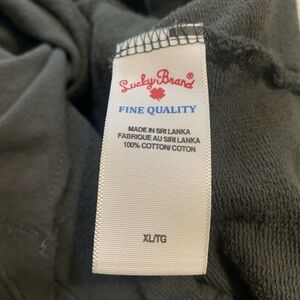 Lucky Brand®
FINE QUALITY
MADE IN SRI LANKA
FABRIQUE AU SRI LANKA
100% COTTON/ COTON
XL/TG